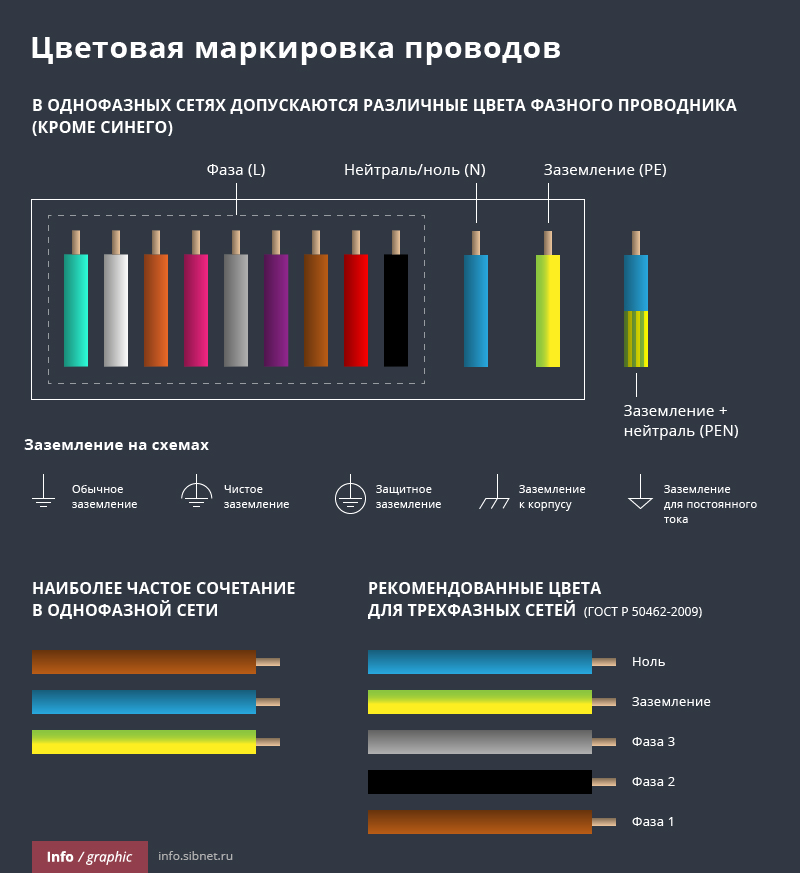 Цветовая маркировка проводов
В ОДНОФАЗНЫХ СЕТЯХ ДОПУСКАЮТСЯ РАЗЛИЧНЫЕ ЦВЕТА ФАЗНОГО ПРОВОДНИКА
(КРОМЕ СИНЕГО)
Фаза (L)
Нейтраль/ноль (N)
Заземление (PE)
Заземление +
нейтраль (PEN)
Заземление на схемах
Обычное
заземление
Чистое
заземление
Защитное
заземление
Заземление
к корпусу
Заземление
для постоянного
тока
НАИБОЛЕЕ ЧАСТОЕ СОЧЕТАНИЕ
В ОДНОФАЗНОЙ СЕТИ
РЕКОМЕНДОВАННЫЕ ЦВЕТА
ДЛЯ ТРЕХФАЗНЫХ СЕТЕЙ (ГОСТ Р 50462-2009)
Ноль
Заземление
Фаза 3
Фаза 2
Фаза 1
Info / graphic
info.sibnet.ru